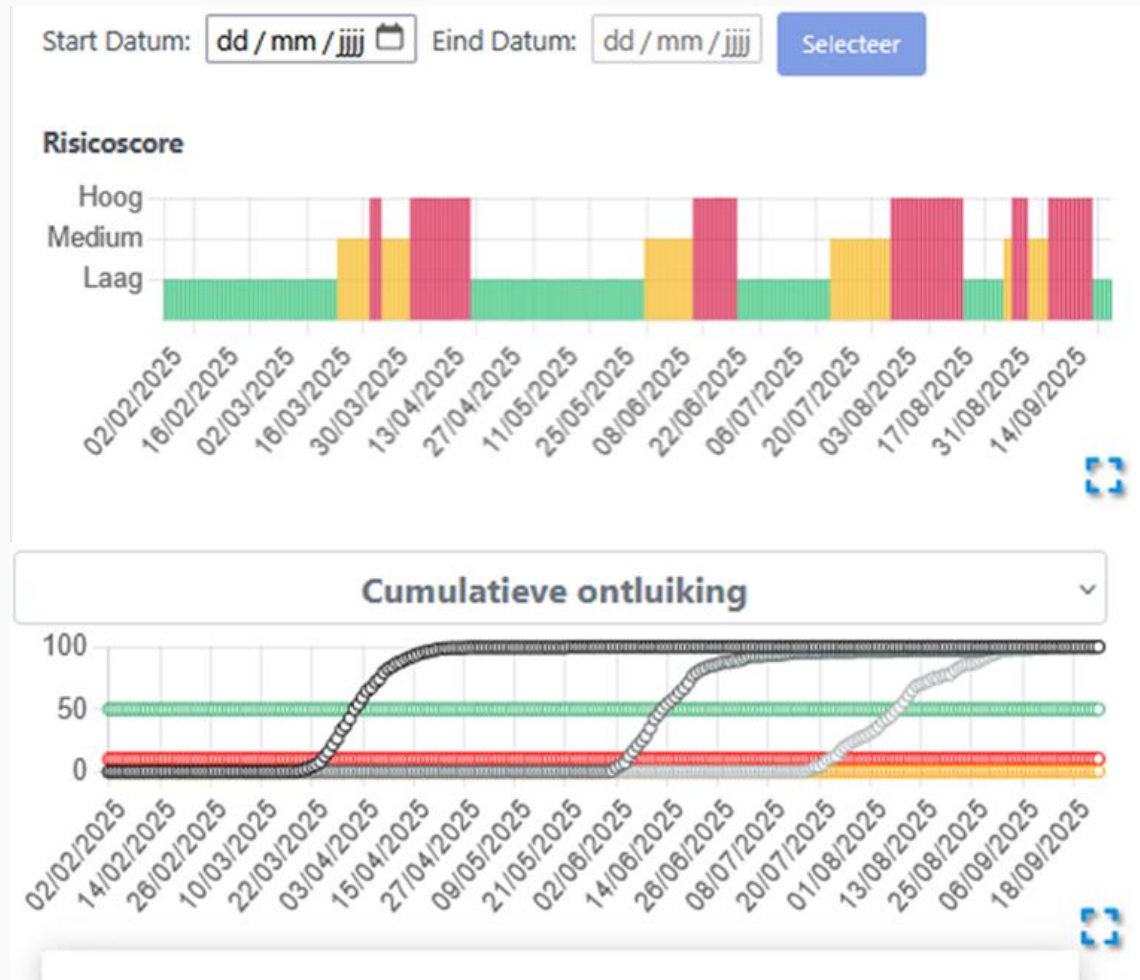 Start Datum: dd / mm / jjjj Eind Datum: dd / mm / jjjj Selecteer
Risicoscore
Hoog
Medium
Laag
02/02/2025 16/02/2025 02/03/2025 16/03/2025 30/03/2025 13/04/2025 27/04/2025 11/05/2025 25/05/2025 08/06/2025 22/06/2025 06/07/2025 20/07/2025 03/08/2025 17/08/2025 31/08/2025 14/09/2025
Cumulatieve ontluiking
100
50
0
02/02/2025 14/02/2025 26/02/2025 10/03/2025 22/03/2025 03/04/2025 15/04/2025 27/04/2025 09/05/2025 21/05/2025 02/06/2025 14/06/2025 26/06/2025 08/07/2025 20/07/2025 01/08/2025 13/08/2025 25/08/2025 06/09/2025 18/09/2025